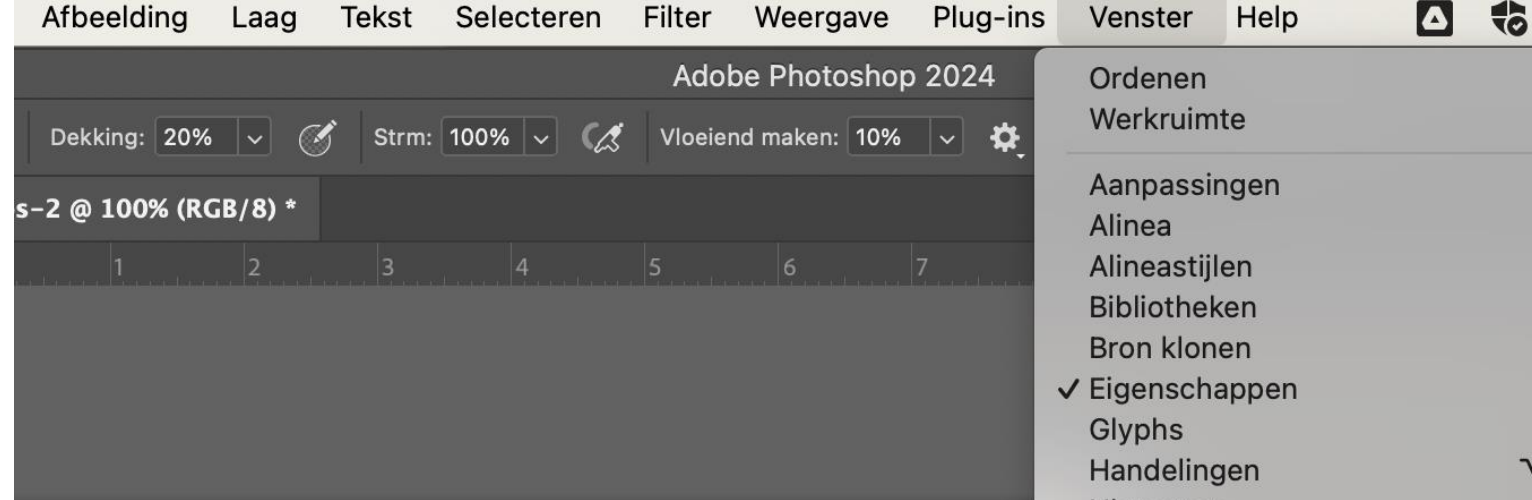 Afbeelding Laag Tekst Selecteren Filter Weergave Plug-ins Venster Help
Adobe Photoshop 2024
Dekking: 20% Strm: 100% Vloeiend maken: 10%
s-2 @ 100% (RGB/8) *
1 2 3 4 5 6 7
Ordenen
Werkruimte
Aanpassingen
Alinea
Alineastijlen
Bibliotheken
Bron klonen
✓ Eigenschappen
Glyphs
Handelingen